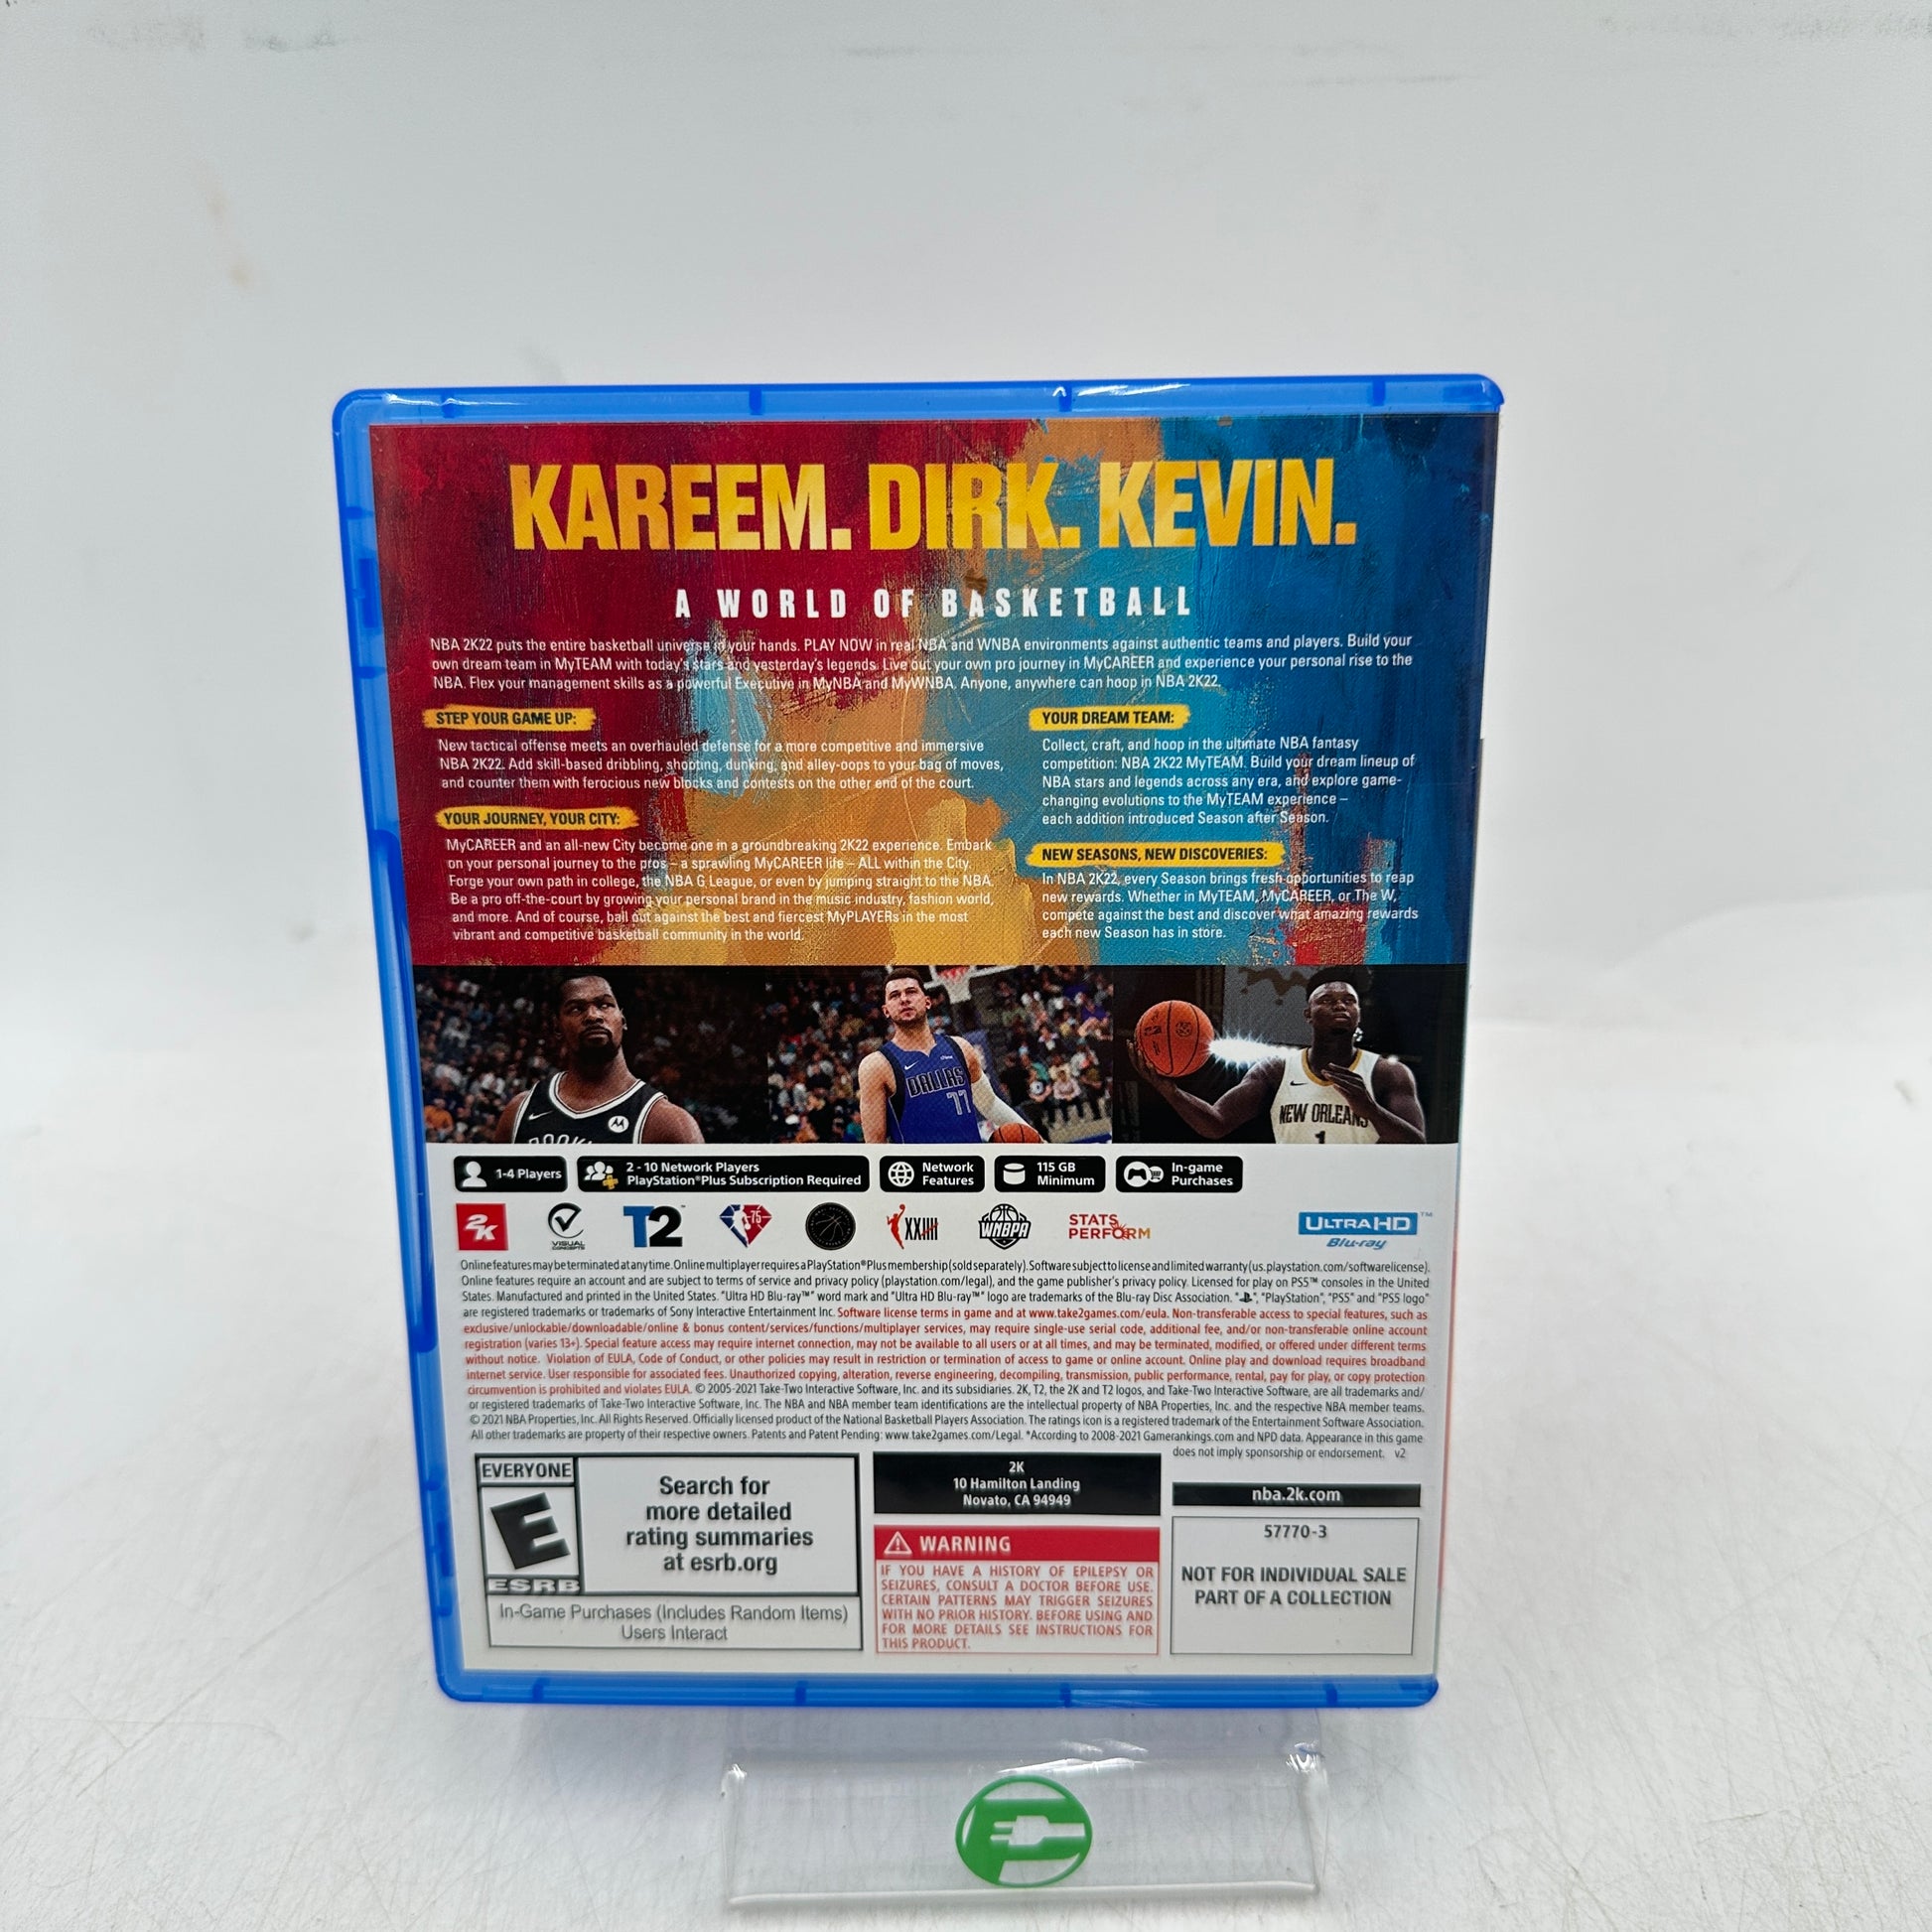 KAREEM. DIRK. KEVIN.
A WORLD OF BASKETBALL
NBA 2K22 puts the entire basketball universe in your hands. PLAY NOW in real NBA and WNBA environments against authentic teams and players. Build your
own dream team in MyTEAM with today's stars and yesterday's legends. Live out your own pro journey in MyCAREER and experience your personal rise to the
NBA. Flex your management skills as a powerful Executive in MyNBA and MyWNBA. Anyone, anywhere can hoop in NBA 2K22.
STEP YOUR GAME UP:
New tactical offense meets an overhauled defense for a more competitive and immersive
NBA 2K22. Add skill-based dribbling, shooting, dunking, and alley-oops to your bag of moves,
and counter them with ferocious new blocks and contests on the other end of the court.
YOUR JOURNEY, YOUR CITY:
MyCAREER and an all-new City become one in a groundbreaking 2K22 experience. Embark
on your personal journey to the pros – a sprawling MyCAREER life – ALL within the City.
Forge your own path in college, the NBA G League, or even by jumping straight to the NBA.
Be a pro off-the-court by growing your personal brand in the music industry, fashion world,
and more. And of course, ball out against the best and fiercest MyPLAYERs in the most
vibrant and competitive basketball community in the world.
YOUR DREAM TEAM:
Collect, craft, and hoop in the ultimate NBA fantasy
competition: NBA 2K22 MyTEAM. Build your dream lineup of
NBA stars and legends across any era, and explore game-
changing evolutions to the MyTEAM experience –
each addition introduced Season after Season.
NEW SEASONS, NEW DISCOVERIES:
In NBA 2K22, every Season brings fresh opportunities to reap
new rewards. Whether in MyTEAM, MyCAREER, or The W,
compete against the best and discover what amazing rewards
each new Season has in store.
DALLAS
77
NEW ORLEANS
1
1-4 Players
2 - 10 Network Players
PlayStation®Plus Subscription Required
Network
Features
115 GB
Minimum
In-game
Purchases
2K
VISUAL CONCEPTS
T2™
75
XXIIII
WNBPA
STATS PERFORM
ULTRA HD™
Blu-ray
Online features may be terminated at any time. Online multiplayer requires a PlayStation®Plus membership (sold separately). Software subject to license and limited warranty (us.playstation.com/softwarelicense).
Online features require an account and are subject to terms of service and privacy policy (playstation.com/legal), and the game publisher's privacy policy. Licensed for play on PS5™ consoles in the United
States. Manufactured and printed in the United States. "Ultra HD Blu-ray™" word mark and "Ultra HD Blu-ray™" logo are trademarks of the Blu-ray Disc Association. "", "PlayStation", "PS5" and "PS5 logo"
are registered trademarks or trademarks of Sony Interactive Entertainment Inc. Software license terms in game and at www.take2games.com/eula. Non-transferable access to special features, such as
exclusive/unlockable/downloadable/online & bonus content/services/functions/multiplayer services, may require single-use serial code, additional fee, and/or non-transferable online account
registration (varies 13+). Special feature access may require internet connection, may not be available to all users or at all times, and may be terminated, modified, or offered under different terms
without notice. Violation of EULA, Code of Conduct, or other policies may result in restriction or termination of access to game or online account. Online play and download requires broadband
internet service. User responsible for associated fees. Unauthorized copying, alteration, reverse engineering, decompiling, transmission, public performance, rental, pay for play, or copy protection
circumvention is prohibited and violates EULA. © 2005-2021 Take-Two Interactive Software, Inc. and its subsidiaries. 2K, T2, the 2K and T2 logos, and Take-Two Interactive Software, are all trademarks and/
or registered trademarks of Take-Two Interactive Software, Inc. The NBA and NBA member team identifications are the intellectual property of NBA Properties, Inc. and the respective NBA member teams.
© 2021 NBA Properties, Inc. All Rights Reserved. Officially licensed product of the National Basketball Players Association. The ratings icon is a registered trademark of the Entertainment Software Association.
All other trademarks are property of their respective owners. Patents and Patent Pending: www.take2games.com/Legal. *According to 2008-2021 Gamerankings.com and NPD data. Appearance in this game
does not imply sponsorship or endorsement. v2
EVERYONE
E
ESRB
Search for
more detailed
rating summaries
at esrb.org
In-Game Purchases (Includes Random Items)
Users Interact
2K
10 Hamilton Landing
Novato, CA 94949
WARNING
IF YOU HAVE A HISTORY OF EPILEPSY OR
SEIZURES, CONSULT A DOCTOR BEFORE USE.
CERTAIN PATTERNS MAY TRIGGER SEIZURES
WITH NO PRIOR HISTORY. BEFORE USING AND
FOR MORE DETAILS SEE INSTRUCTIONS FOR
THIS PRODUCT.
nba.2k.com
57770-3
NOT FOR INDIVIDUAL SALE
PART OF A COLLECTION